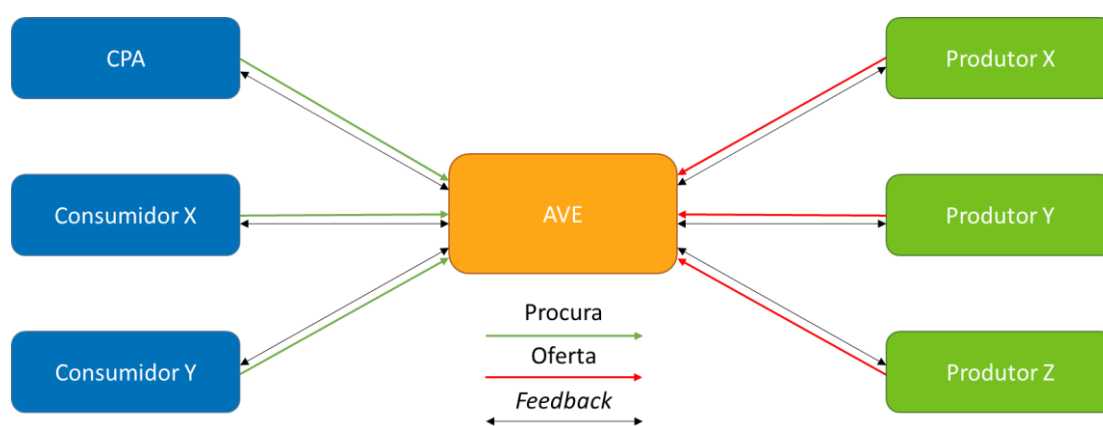 CPA
Produtor X
Consumidor X
AVE
Produtor Y
Consumidor Y
Produtor Z
Procura
Oferta
Feedback